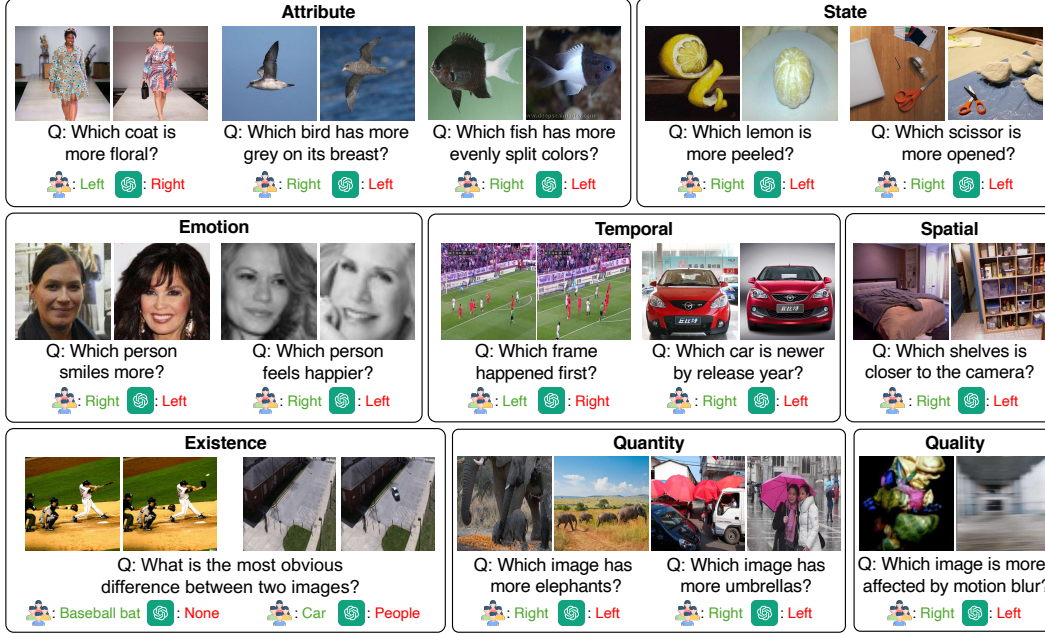 Attribute
Q: Which coat is
more floral?
: Left : Right
Q: Which bird has more
grey on its breast?
: Right : Left
Q: Which fish has more
evenly split colors?
: Right : Left
State
Q: Which lemon is
more peeled?
: Right : Left
Q: Which scissor is
more opened?
: Right : Left
Emotion
Q: Which person
smiles more?
: Right : Left
Q: Which person
feels happier?
: Right : Left
Temporal
Q: Which frame
happened first?
: Left : Right
Q: Which car is newer
by release year?
: Right : Left
Spatial
Q: Which shelves is
closer to the camera?
: Right : Left
Existence
Q: What is the most obvious
difference between two images?
: Baseball bat : None
: Car : People
Quantity
Q: Which image has
more elephants?
: Right : Left
Q: Which image has
more umbrellas?
: Right : Left
Quality
Q: Which image is more
affected by motion blur?
: Right : Left